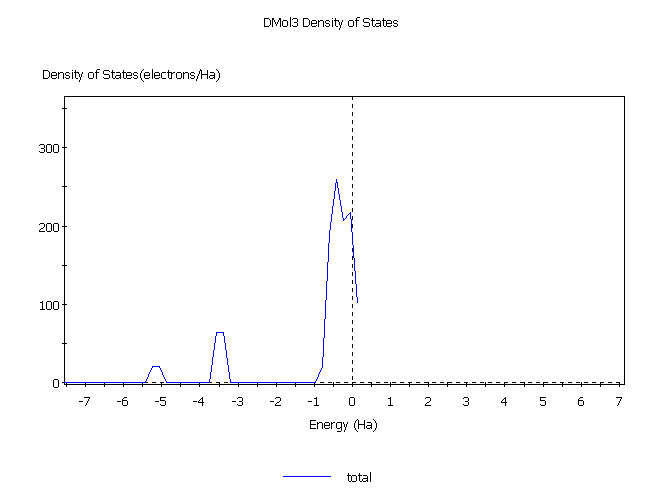 DMol3 Density of States
Density of States(electrons/Ha)
300
200
100
0
-7 -6 -5 -4 -3 -2 -1 0 1 2 3 4 5 6 7
Energy (Ha)
total